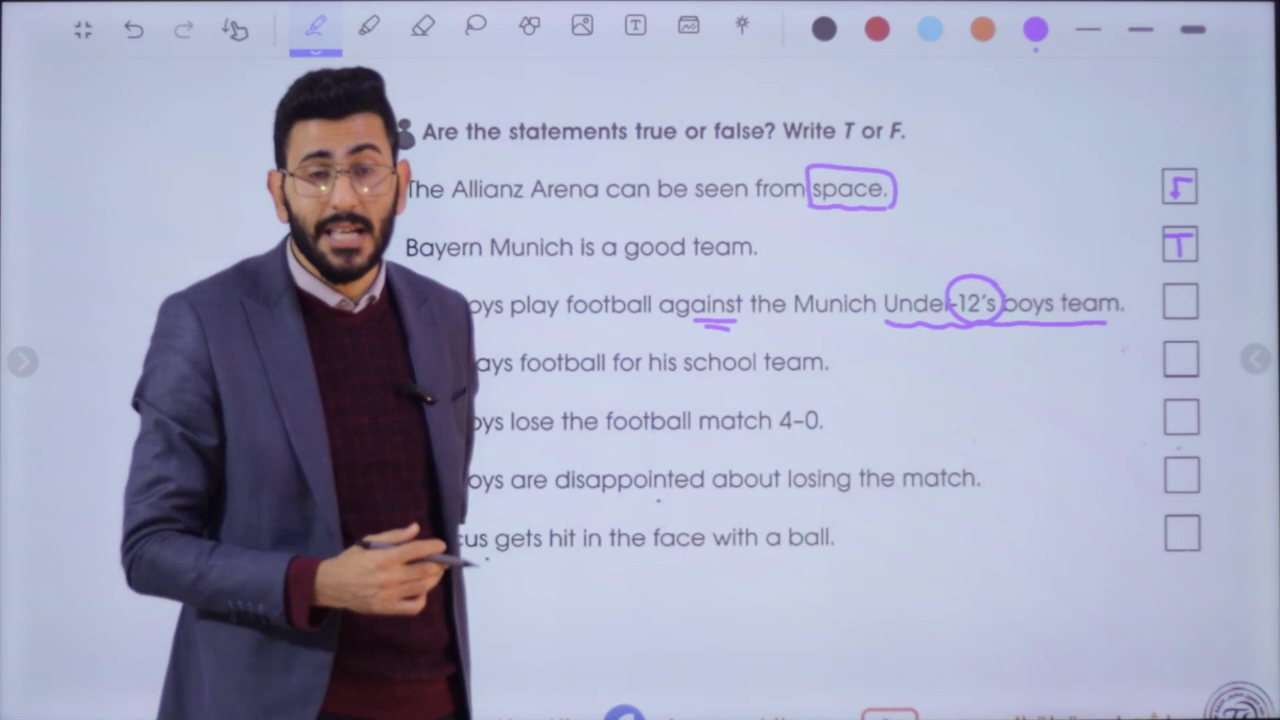 Are the statements true or false? Write T or F.
The Allianz Arena can be seen from space.
Bayern Munich is a good team. T
oys play football against the Munich Under-12's boys team.
ays football for his school team.
oys lose the football match 4–0.
oys are disappointed about losing the match.
cus gets hit in the face with a ball.